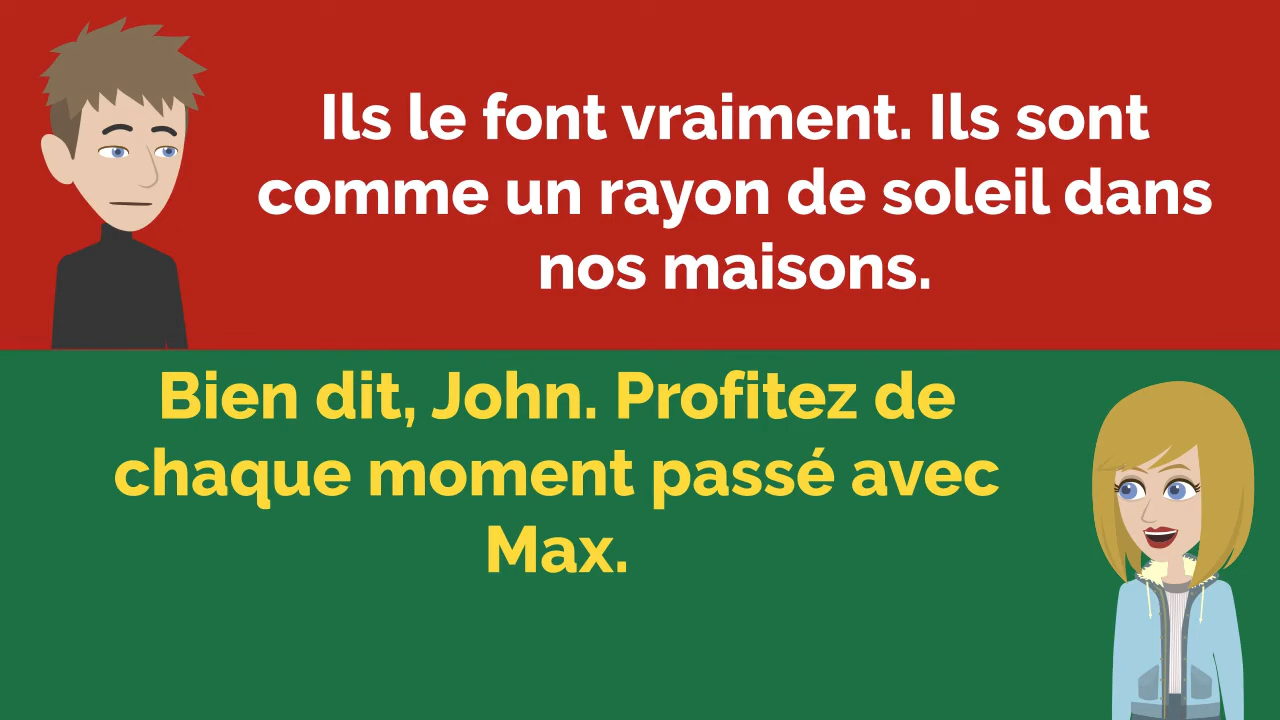 Ils le font vraiment. Ils sont
comme un rayon de soleil dans
nos maisons.
Bien dit, John. Profitez de
chaque moment passé avec
Max.